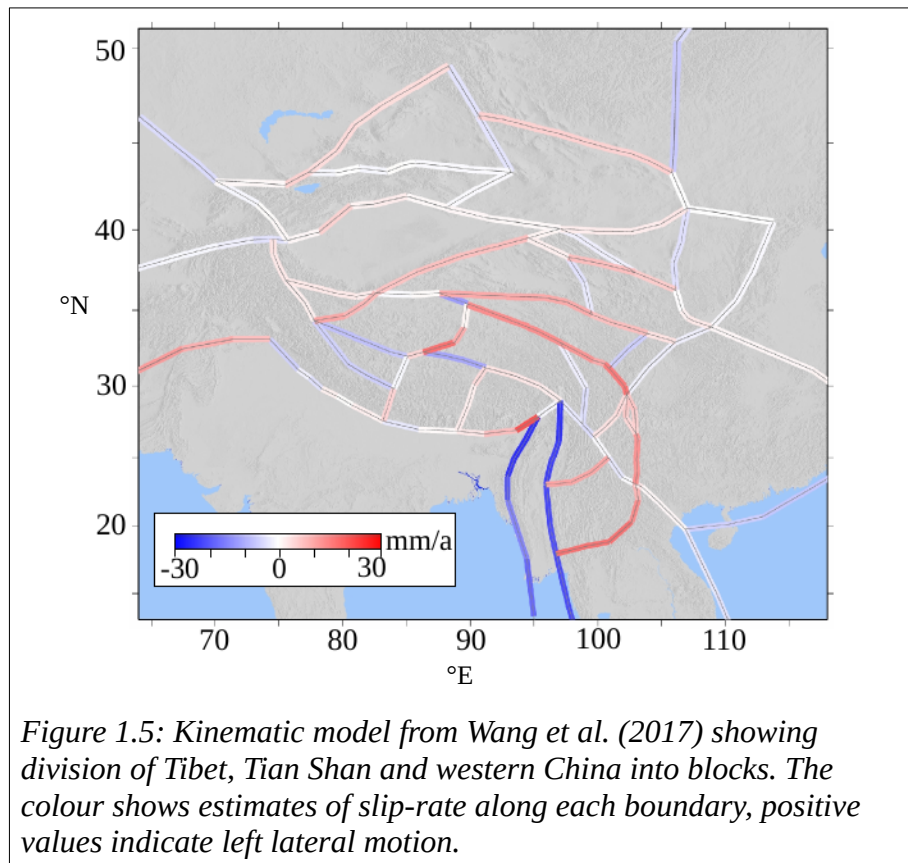 50
40
°N
30
20
mm/a
-30 0 30
70 80 90 100 110
°E
Figure 1.5: Kinematic model from Wang et al. (2017) showing
division of Tibet, Tian Shan and western China into blocks. The
colour shows estimates of slip-rate along each boundary, positive
values indicate left lateral motion.